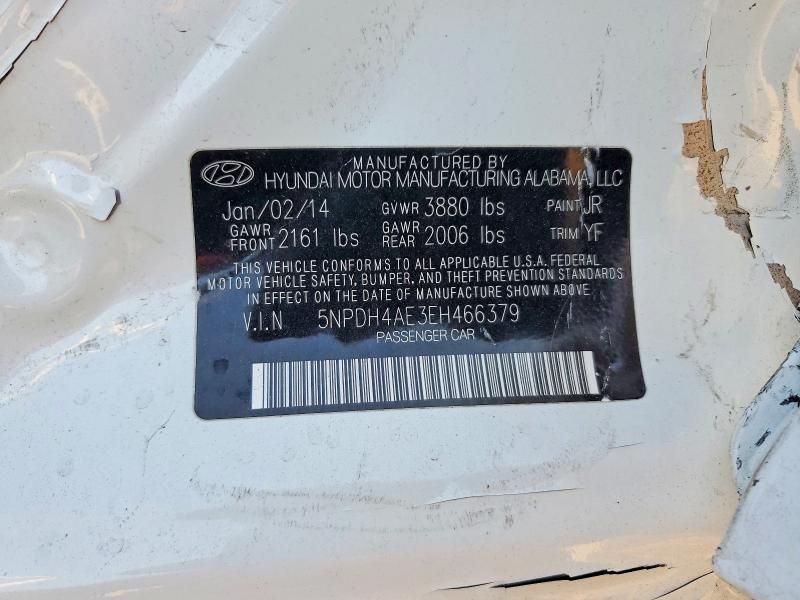 MANUFACTURED BY
HYUNDAI MOTOR MANUFACTURING ALABAMA, LLC
Jan/02/14 GVWR 3880 lbs PAINT JR
GAWR FRONT 2161 lbs GAWR REAR 2006 lbs TRIM YF
THIS VEHICLE CONFORMS TO ALL APPLICABLE U.S.A. FEDERAL
MOTOR VEHICLE SAFETY, BUMPER, AND THEFT PREVENTION STANDARDS
IN EFFECT ON THE DATE OF MANUFACTURE SHOWN ABOVE.
V.I.N 5NPDH4AE3EH466379
PASSENGER CAR